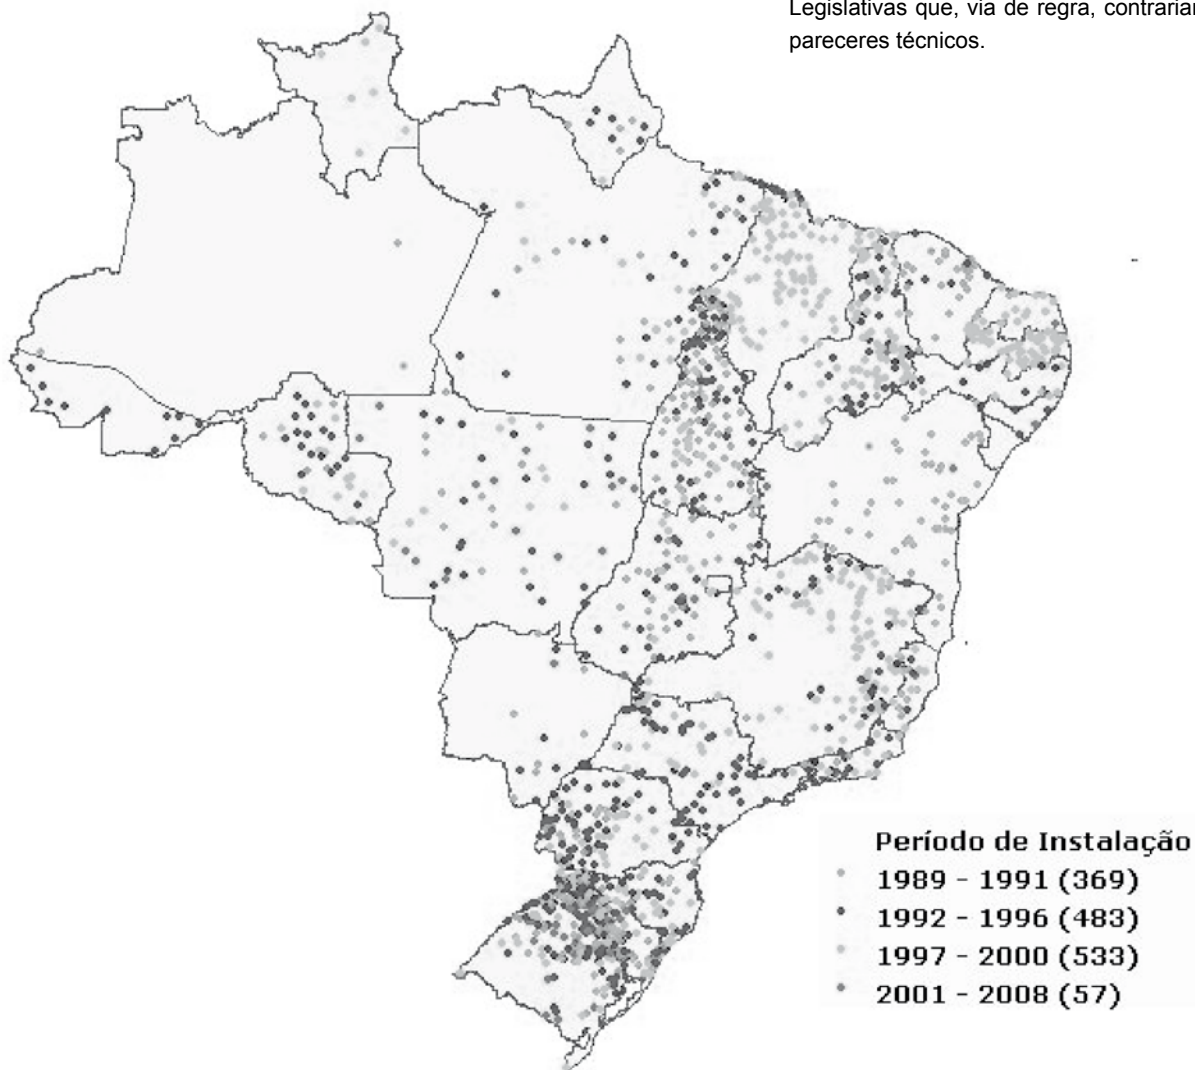 Legislativas que, via de regra, contrariam
pareceres técnicos.
Período de Instalação
1989 - 1991 (369)
1992 - 1996 (483)
1997 - 2000 (533)
2001 - 2008 (57)